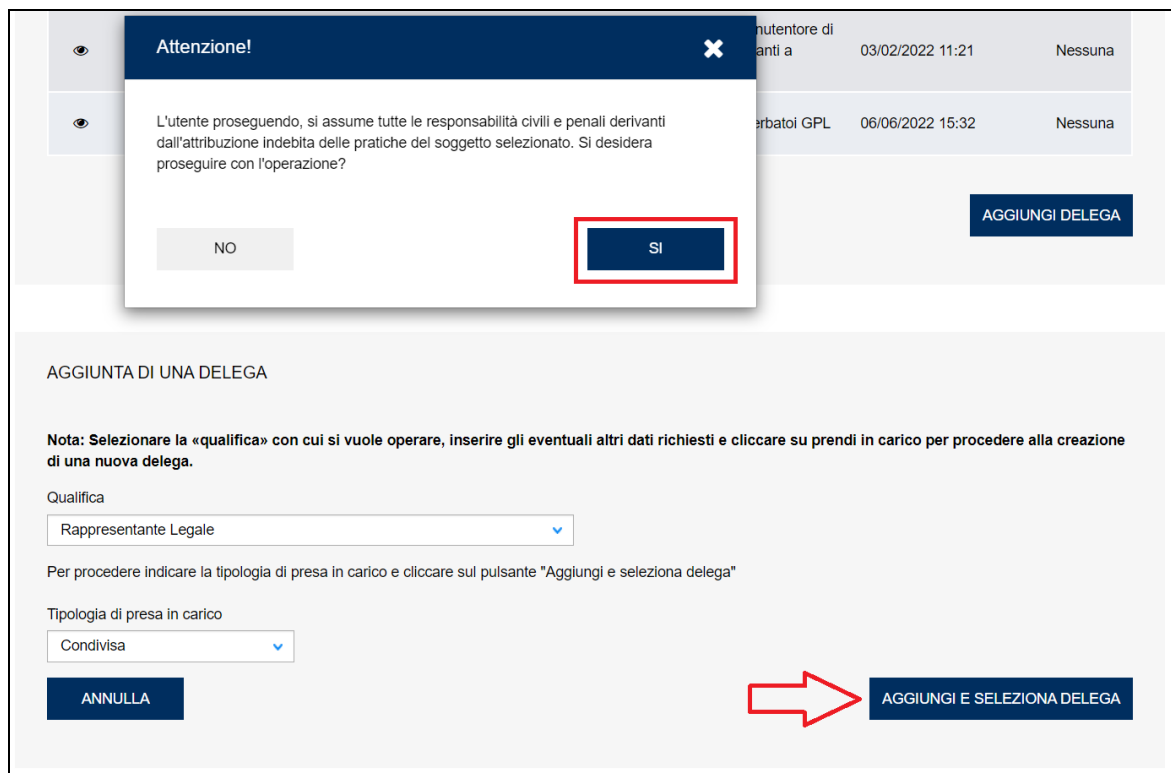 Attenzione!
nutentore di
anti a
03/02/2022 11:21
Nessuna
L'utente proseguendo, si assume tutte le responsabilità civili e penali derivanti
dall'attribuzione indebita delle pratiche del soggetto selezionato. Si desidera
proseguire con l'operazione?
erbatoi GPL
06/06/2022 15:32
Nessuna
NO
SI
AGGIUNGI DELEGA
AGGIUNTA DI UNA DELEGA
Nota: Selezionare la «qualifica» con cui si vuole operare, inserire gli eventuali altri dati richiesti e cliccare su prendi in carico per procedere alla creazione
di una nuova delega.
Qualifica
Rappresentante Legale
Per procedere indicare la tipologia di presa in carico e cliccare sul pulsante "Aggiungi e seleziona delega"
Tipologia di presa in carico
Condivisa
ANNULLA
AGGIUNGI E SELEZIONA DELEGA